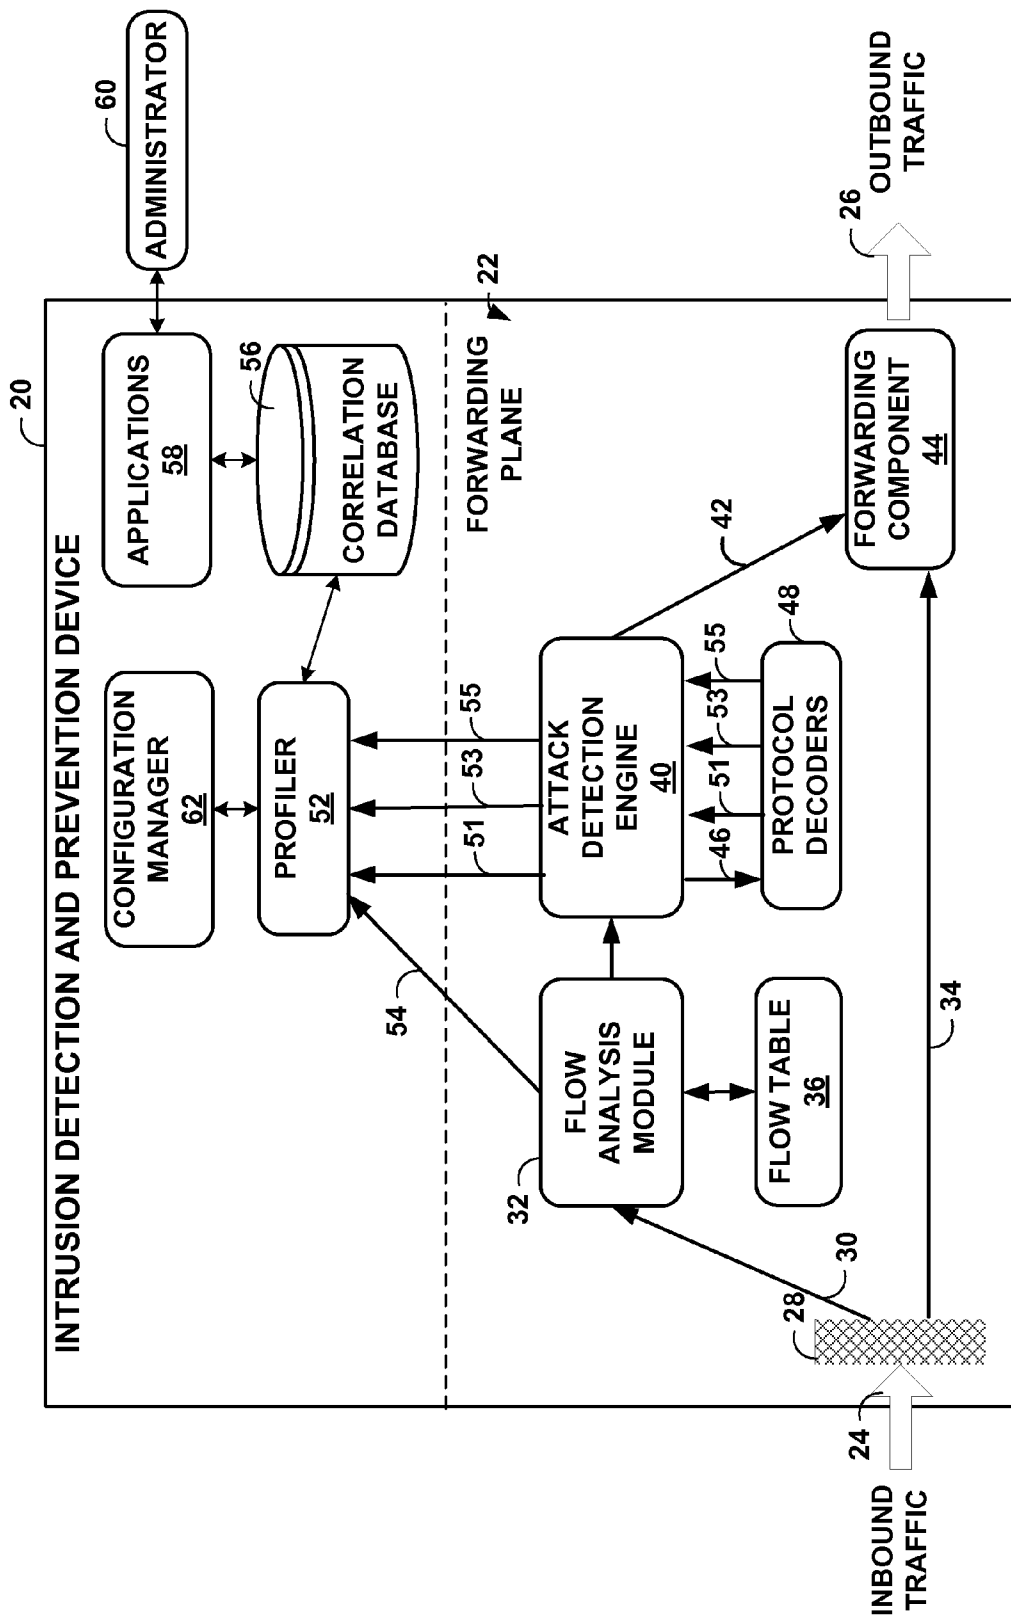 INTRUSION DETECTION AND PREVENTION DEVICE
20
60
ADMINISTRATOR
CONFIGURATION
MANAGER
62
APPLICATIONS
58
PROFILER
52
56
CORRELATION
DATABASE
54
51
53
55
FORWARDING
PLANE
22
32
FLOW
ANALYSIS
MODULE
ATTACK
DETECTION
ENGINE
40
42
46
51
53
55
FLOW TABLE
36
PROTOCOL
DECODERS
48
28
30
24
INBOUND
TRAFFIC
34
FORWARDING
COMPONENT
44
26
OUTBOUND
TRAFFIC